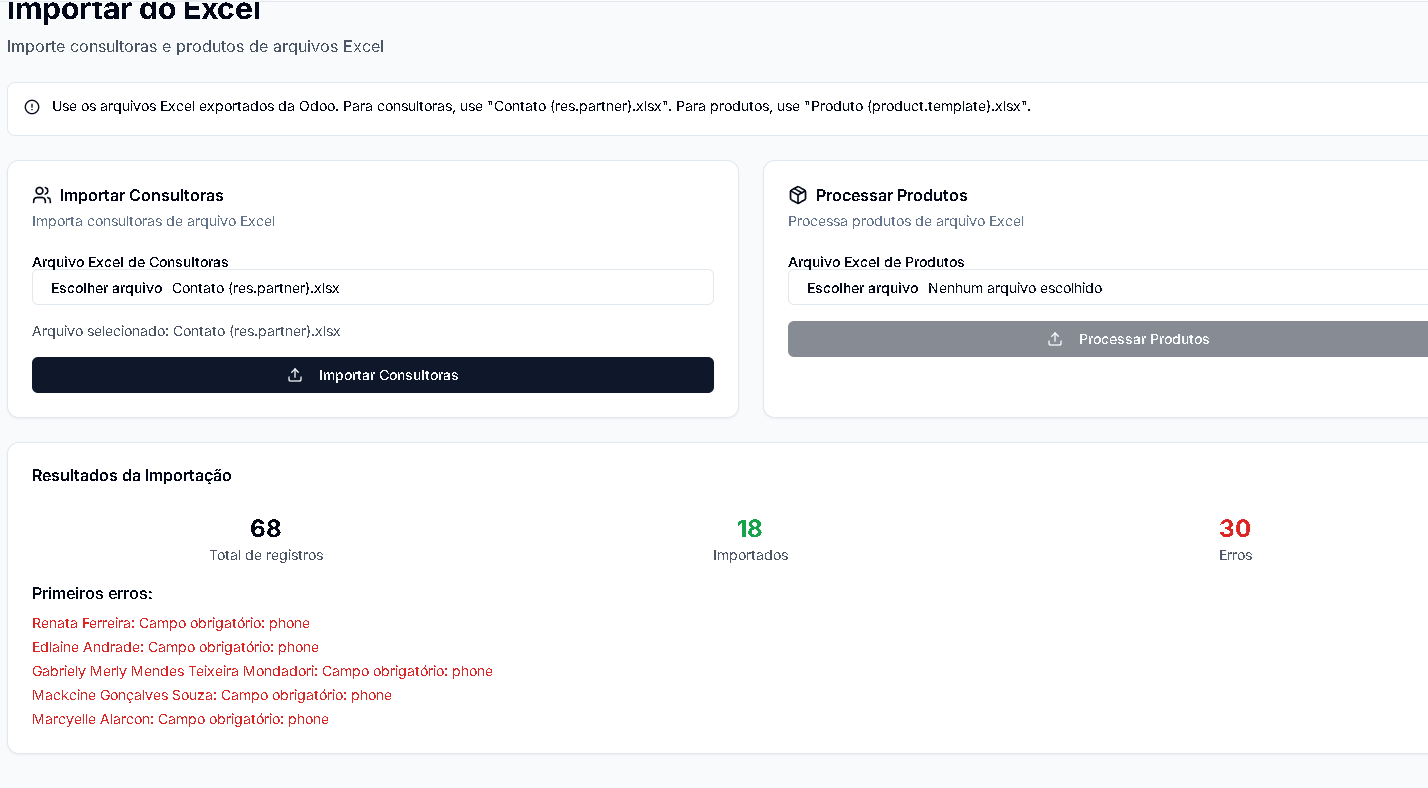 Importar do Excel
Importe consultoras e produtos de arquivos Excel
Use os arquivos Excel exportados da Odoo. Para consultoras, use "Contato (res.partner).xlsx". Para produtos, use "Produto (product.template).xlsx".
Importar Consultoras
Importa consultoras de arquivo Excel
Arquivo Excel de Consultoras
Escolher arquivo Contato (res.partner).xlsx
Arquivo selecionado: Contato (res.partner).xlsx
Importar Consultoras
Processar Produtos
Processa produtos de arquivo Excel
Arquivo Excel de Produtos
Escolher arquivo Nenhum arquivo escolhido
Processar Produtos
Resultados da Importação
68
Total de registros
18
Importados
30
Erros
Primeiros erros:
Renata Ferreira: Campo obrigatório: phone
Edlaine Andrade: Campo obrigatório: phone
Gabriely Merly Mendes Teixeira Mondadori: Campo obrigatório: phone
Mackcine Gonçalves Souza: Campo obrigatório: phone
Marcyelle Alarcon: Campo obrigatório: phone